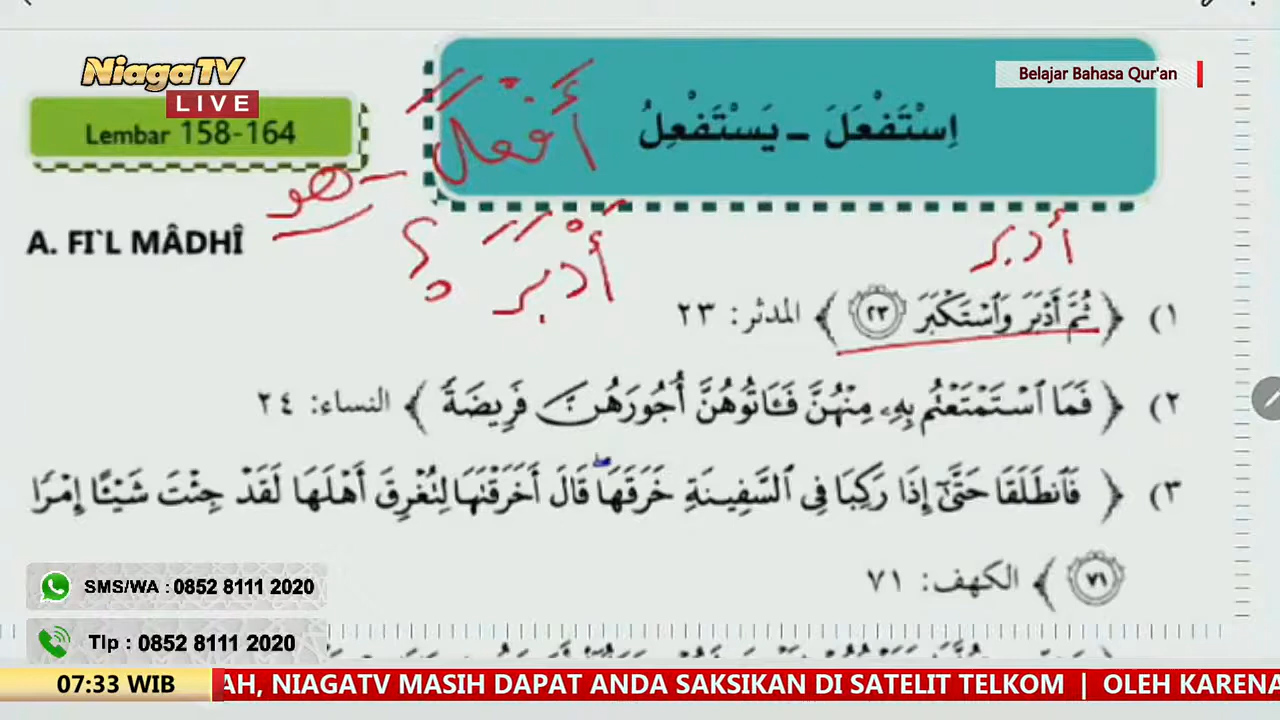 NiagaTV
LIVE
Belajar Bahasa Qur'an
Lembar 158-164
اِسْتَفْعَلَ – يَسْتَفْعِلُ
أَفْعَلَ - هو
A. FI`L MÂDHÎ
أَدْبَرَ ؟
أدبر
١) ﴿ ثُمَّ أَدْبَرَ وَٱسْتَكْبَرَ ٢٣ ﴾ المدثر: ٢٣
٢) ﴿ فَمَا ٱسْتَمْتَعْتُم بِهِۦ مِنْهُنَّ فَـَٔاتُوهُنَّ أُجُورَهُنَّ فَرِيضَةً ﴾ النساء: ٢٤
٣) ﴿ فَٱنطَلَقَا حَتَّىٰٓ إِذَا رَكِبَا فِى ٱلسَّفِينَةِ خَرَقَهَا ۖ قَالَ أَخَرَقْتَهَا لِتُغْرِقَ أَهْلَهَا لَقَدْ جِئْتَ شَيْـًٔا إِمْرًا
٧١ ﴾ الكهف: ٧١
SMS/WA : 0852 8111 2020
Tlp : 0852 8111 2020
07:33 WIB
AH, NIAGATV MASIH DAPAT ANDA SAKSIKAN DI SATELIT TELKOM | OLEH KARENA